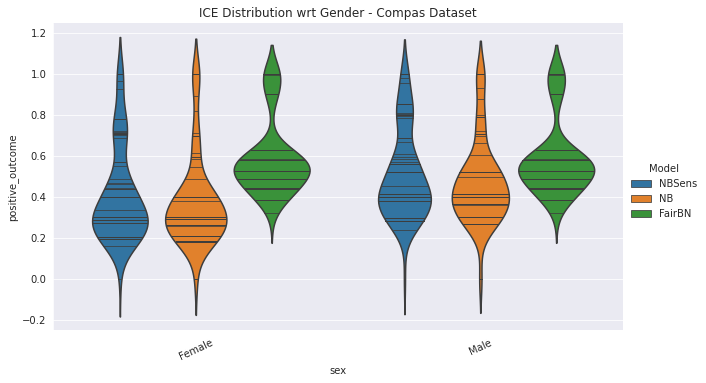 ICE Distribution wrt Gender - Compas Dataset
1.2
1.0
0.8
0.6
0.4
0.2
0.0
−0.2
positive_outcome
Female
Male
sex
Model
NBSens
NB
FairBN